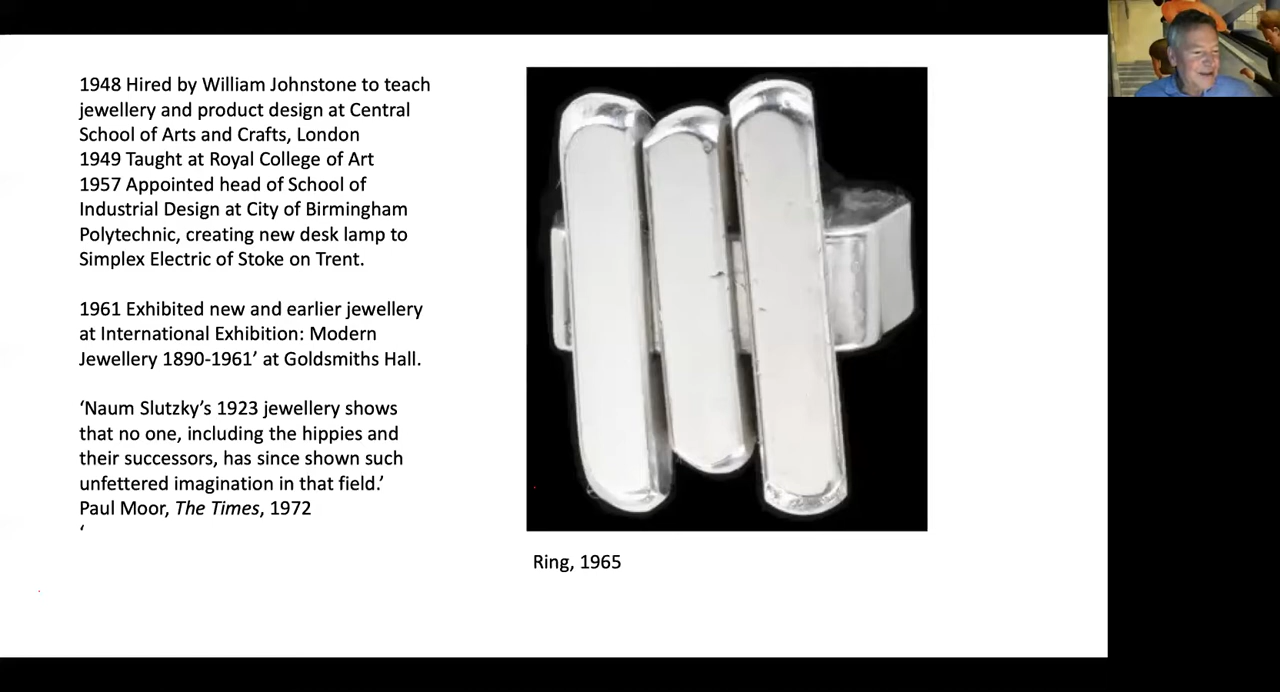 1948 Hired by William Johnstone to teach
jewellery and product design at Central
School of Arts and Crafts, London
1949 Taught at Royal College of Art
1957 Appointed head of School of
Industrial Design at City of Birmingham
Polytechnic, creating new desk lamp to
Simplex Electric of Stoke on Trent.
1961 Exhibited new and earlier jewellery
at International Exhibition: Modern
Jewellery 1890-1961’ at Goldsmiths Hall.
‘Naum Slutzky’s 1923 jewellery shows
that no one, including the hippies and
their successors, has since shown such
unfettered imagination in that field.’
Paul Moor, The Times, 1972
‘
Ring, 1965